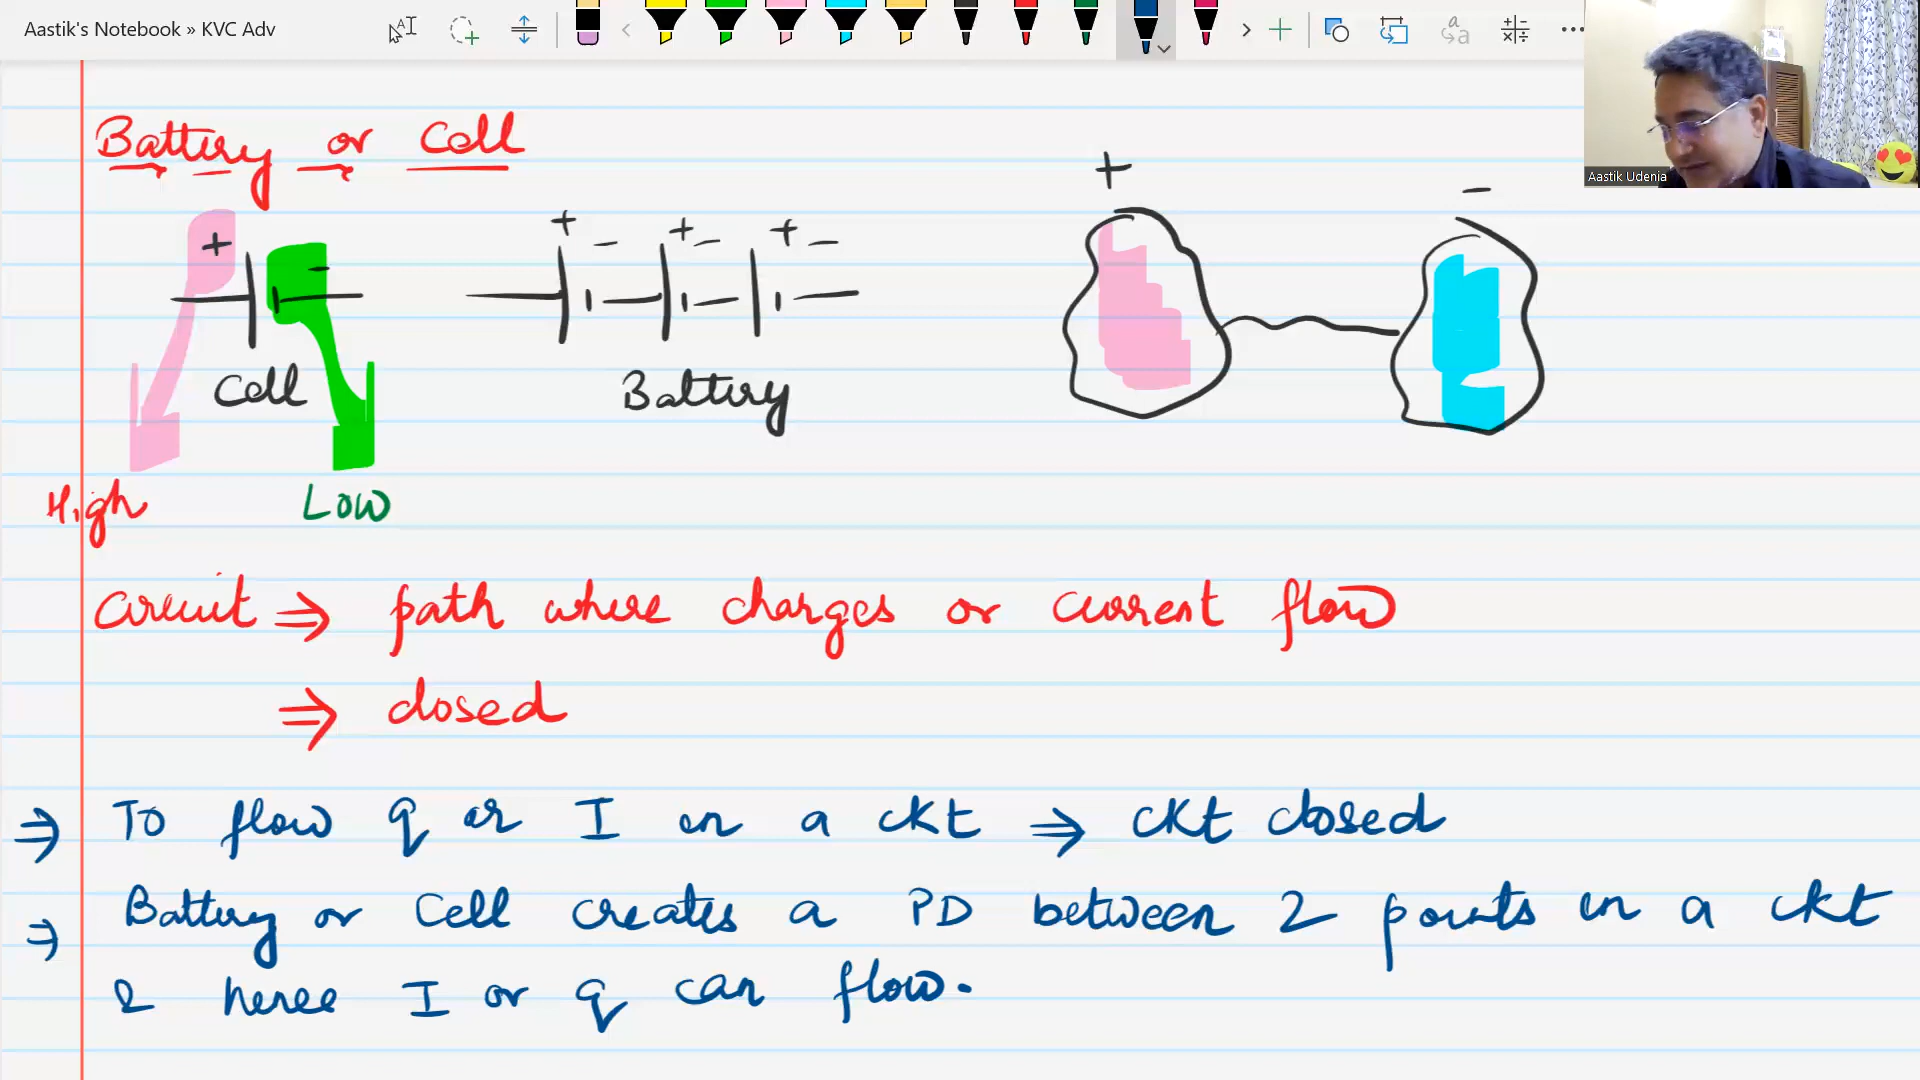 Aastik's Notebook » KVC Adv
Aastik Udenia
Battery or Cell
+ -
+ - + - + -
+ -
Cell
Battery
High
Low
Circuit ⇒ path where charges or current flow
⇒ closed
⇒ To flow q or I in a ckt ⇒ ckt closed
⇒ Battery or Cell creates a PD between 2 points in a ckt
& hence I or q can flow.